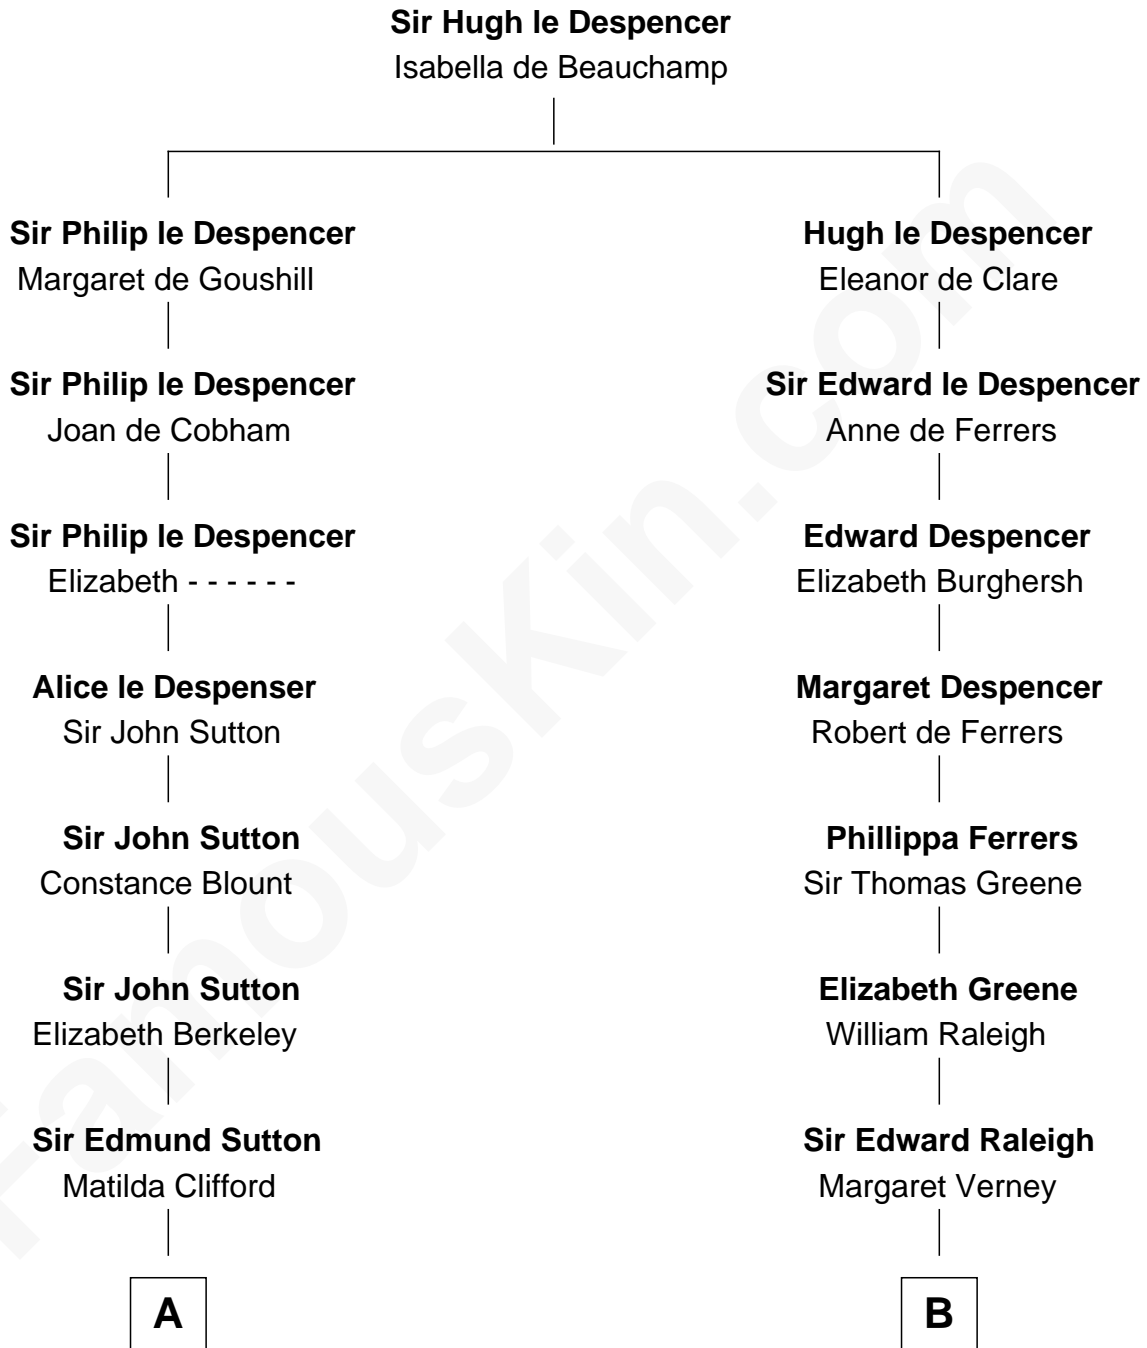 Sir Hugh le Despencer
Isabella de Beauchamp
Sir Philip le Despencer
Margaret de Goushill
Hugh le Despencer
Eleanor de Clare
Sir Philip le Despencer
Joan de Cobham
Sir Edward le Despencer
Anne de Ferrers
Sir Philip le Despencer
Elizabeth - - - - - -
Edward Despencer
Elizabeth Burghersh
Alice le Despenser
Sir John Sutton
Margaret Despencer
Robert de Ferrers
Sir John Sutton
Constance Blount
Phillippa Ferrers
Sir Thomas Greene
Sir John Sutton
Elizabeth Berkeley
Elizabeth Greene
William Raleigh
Sir Edmund Sutton
Matilda Clifford
Sir Edward Raleigh
Margaret Verney
A
B
FamousKin.com